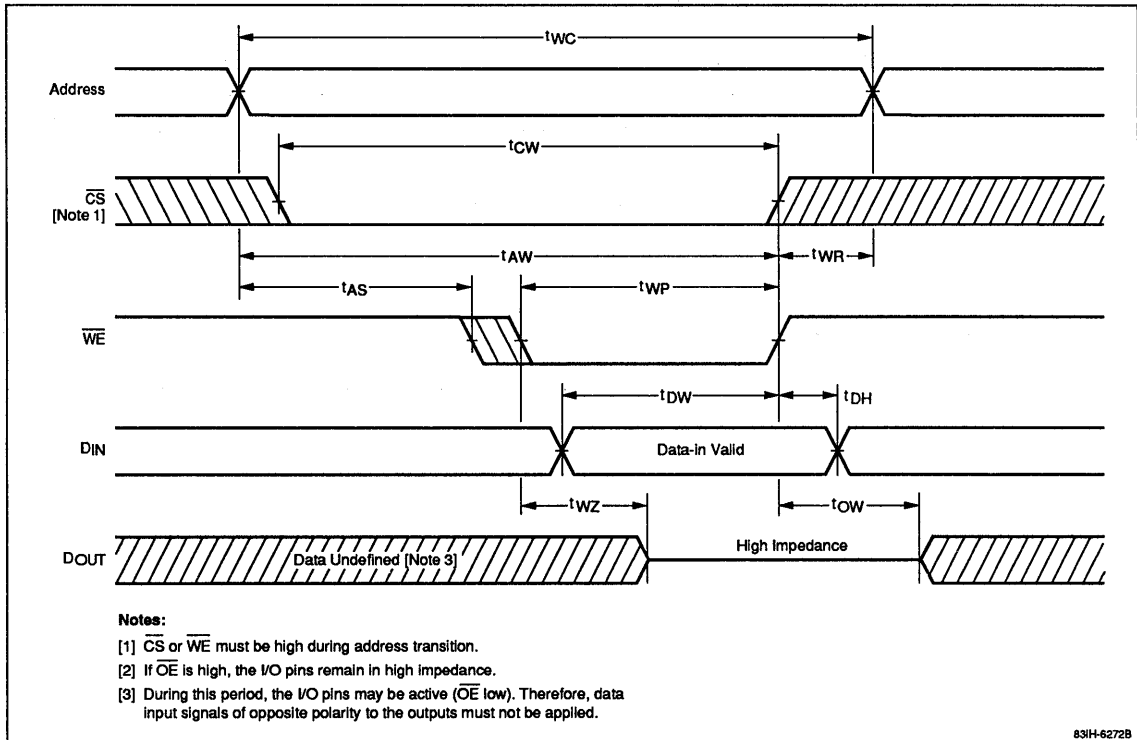 tWC
Address
tCW
CS
[Note 1]
tAW
tWR
tAS
tWP
WE
tDW
tDH
DIN
Data-in Valid
tWZ
tOW
High Impedance
DOUT
Data Undefined [Note 3]
Notes:
[1] CS or WE must be high during address transition.
[2] If OE is high, the I/O pins remain in high impedance.
[3] During this period, the I/O pins may be active (OE low). Therefore, data
input signals of opposite polarity to the outputs must not be applied.
83IH-6272B